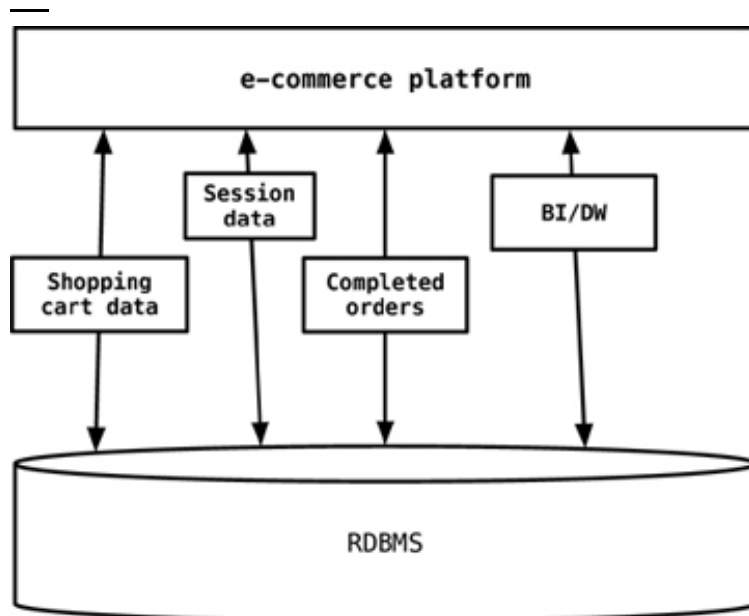 e-commerce platform
Session
data
BI/DW
Shopping
cart data
Completed
orders
RDBMS